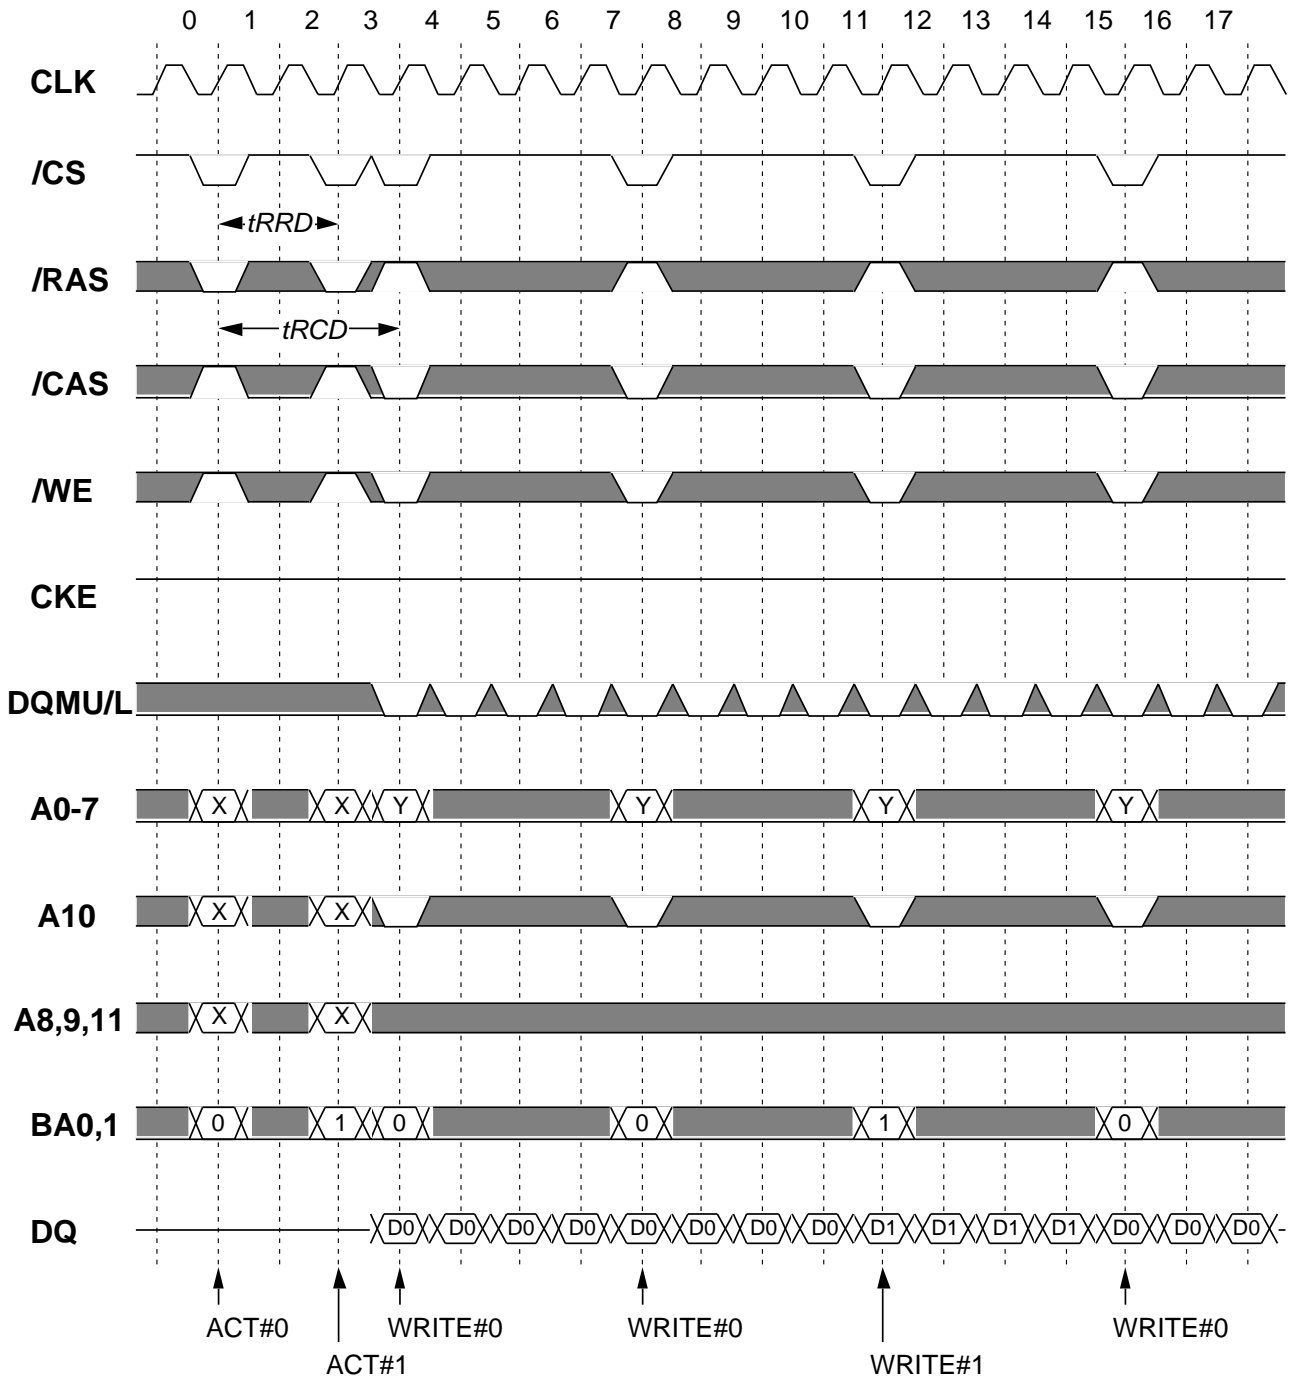 0 1 2 3 4 5 6 7 8 9 10 11 12 13 14 15 16 17
CLK
/CS
tRRD
/RAS
tRCD
/CAS
/WE
CKE
DQMU/L
A0-7 X X Y Y Y Y
A10 X X
A8,9,11 X X
BA0,1 0 1 0 0 1 0
DQ D0 D0 D0 D0 D0 D0 D0 D0 D1 D1 D1 D1 D0 D0 D0
ACT#0 WRITE#0 WRITE#0 WRITE#0
ACT#1 WRITE#1